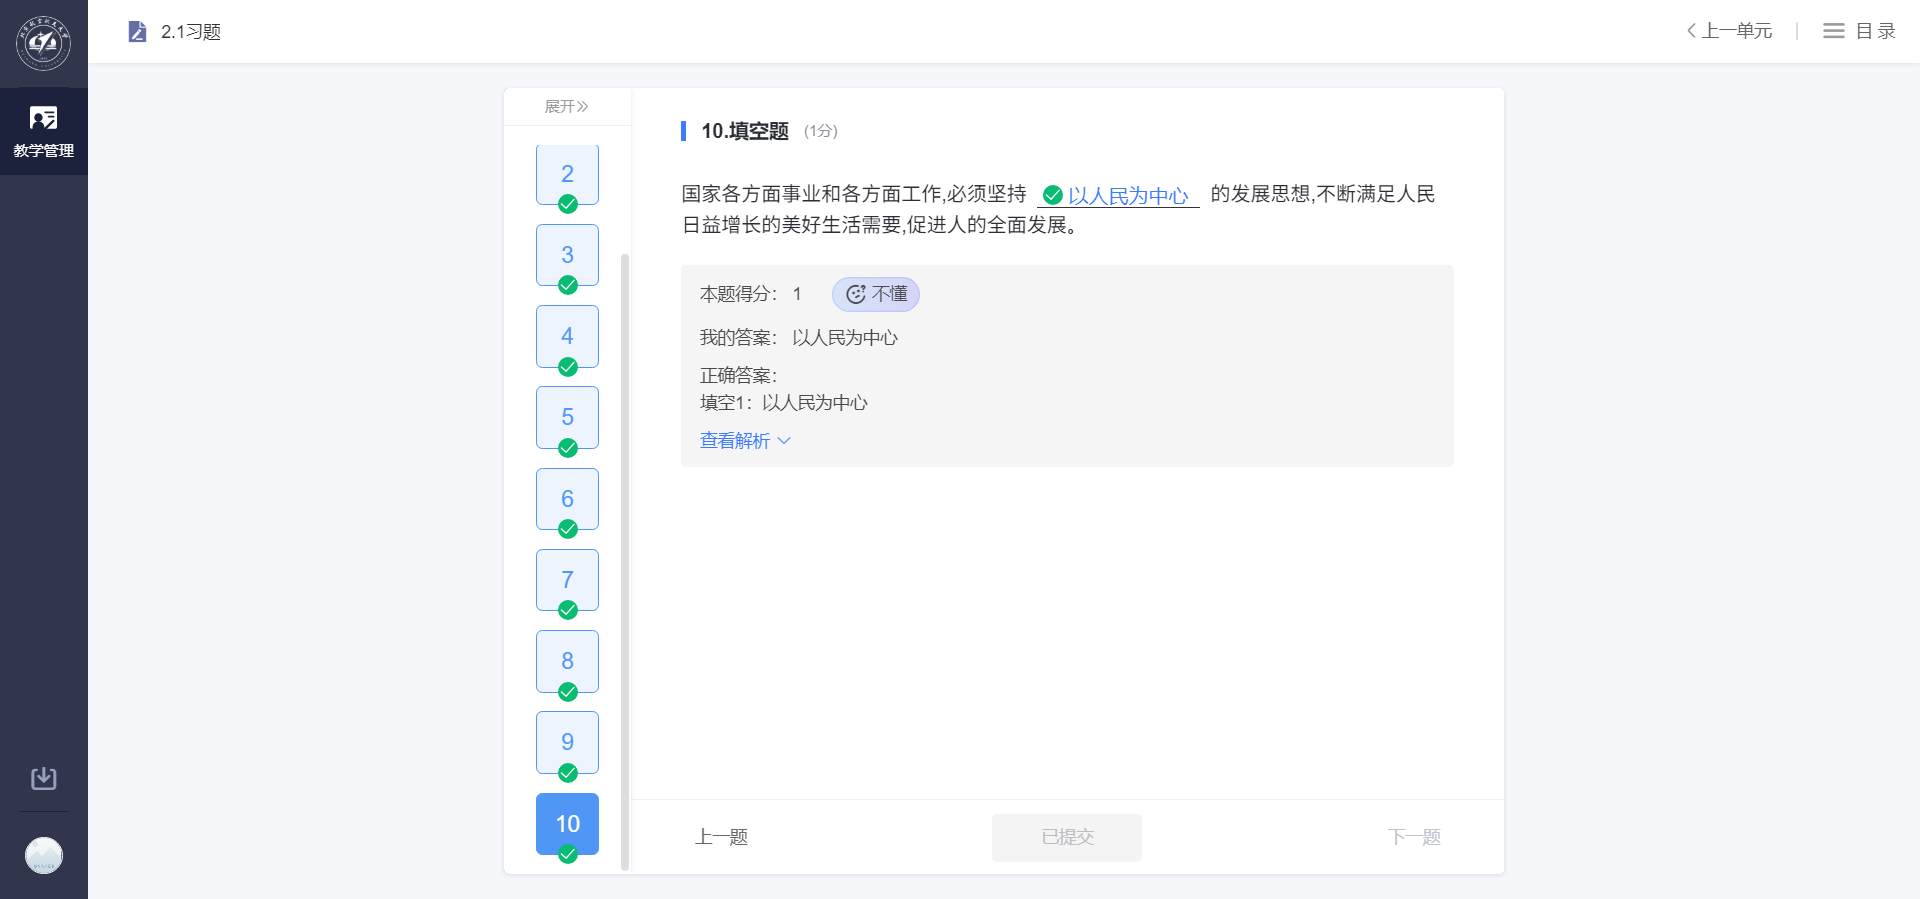 2.1习题
上一单元
目录
教学管理
展开
2
3
4
5
6
7
8
9
10
10.填空题 (1分)
国家各方面事业和各方面工作,必须坚持 以人民为中心 的发展思想,不断满足人民
日益增长的美好生活需要,促进人的全面发展。
本题得分： 1 不懂
我的答案： 以人民为中心
正确答案：
填空1：以人民为中心
查看解析
上一题
已提交
下一题